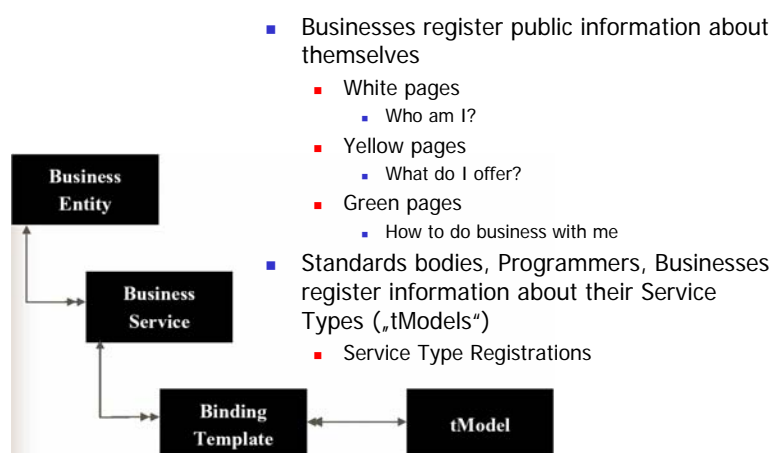 Businesses register public information about
themselves
White pages
Who am I?
Yellow pages
What do I offer?
Green pages
How to do business with me
Standards bodies, Programmers, Businesses
register information about their Service
Types („tModels“)
Service Type Registrations
Business
Entity
Business
Service
Binding
Template
tModel